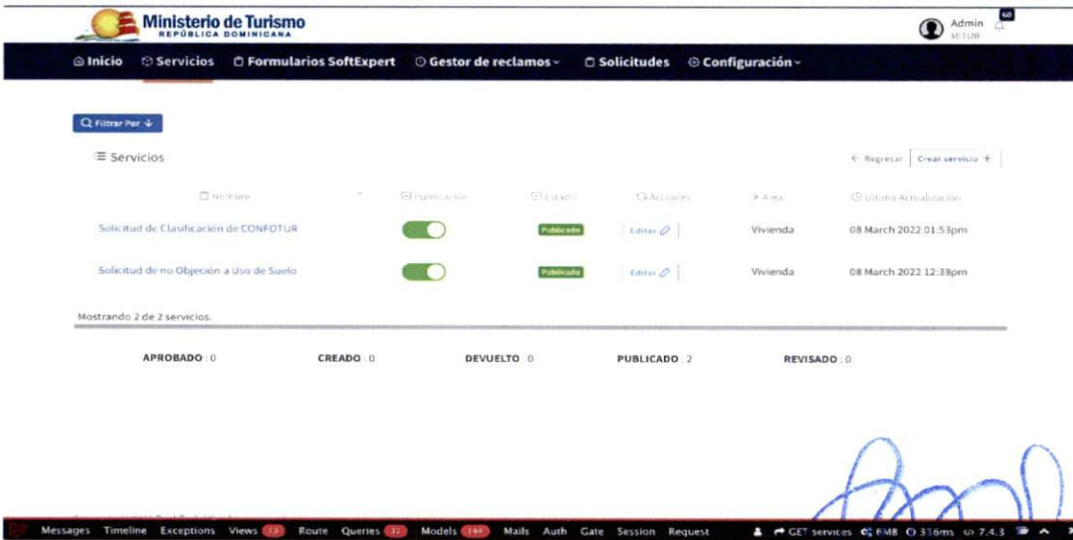 Ministerio de Turismo
REPÚBLICA DOMINICANA
Admin
MITUR
60
Inicio Servicios Formularios SoftExpert Gestor de reclamos Solicitudes Configuración
Filtrar Por
Servicios
Regresar Crear servicio +
Nombre Publicación Estado Acciones Area Última Actualización
Solicitud de Clasificación de CONFOTUR Publicado Editar Vivienda 08 March 2022 01:53pm
Solicitud de no Objeción a Uso de Suelo Publicado Editar Vivienda 08 March 2022 12:38pm
Mostrando 2 de 2 servicios.
APROBADO : 0 CREADO : 0 DEVUELTO : 0 PUBLICADO : 2 REVISADO : 0
Messages Timeline Exceptions Views Route Queries Models Mails Auth Gate Session Request GET services 6MB 336ms 7.4.3